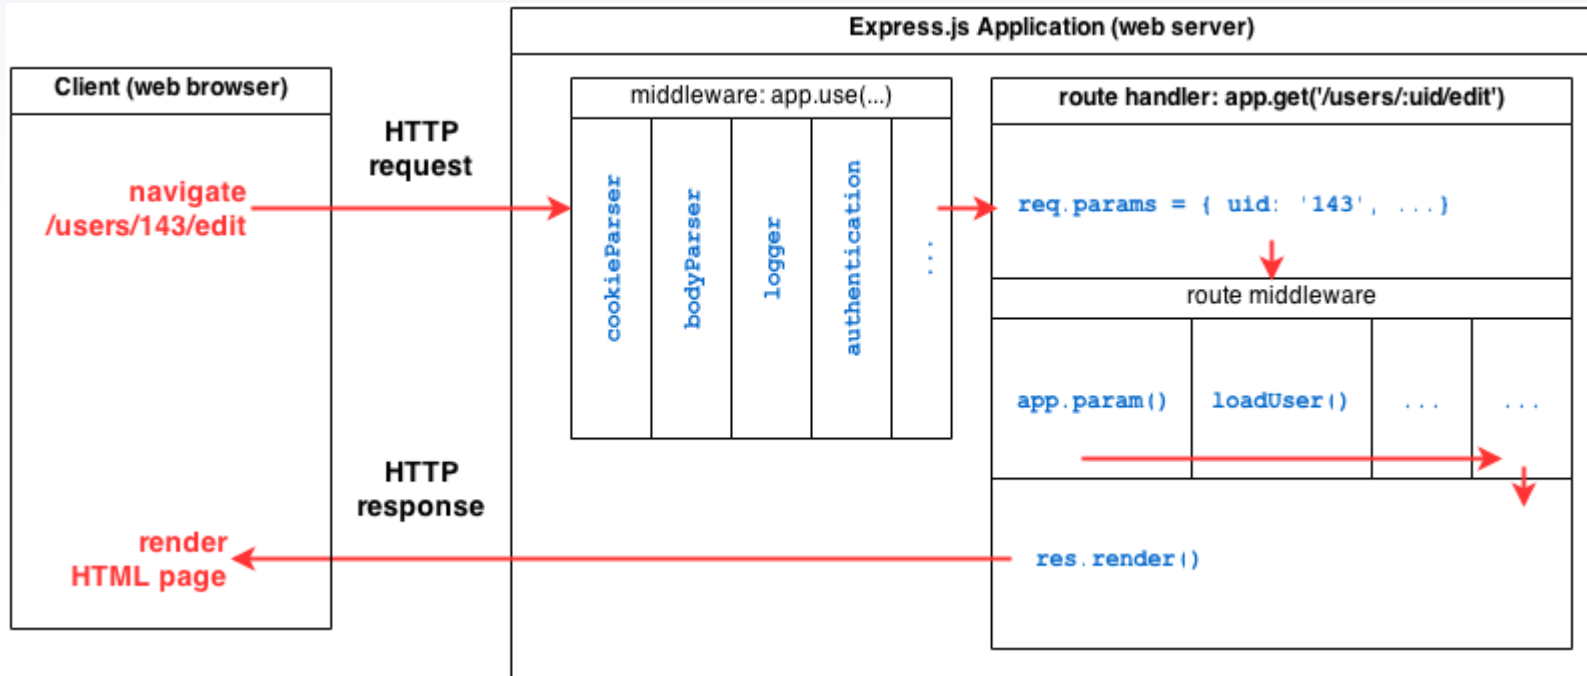 Express.js Application (web server)
Client (web browser)
HTTP
request
navigate
/users/143/edit
middleware: app.use(...)
cookieParser
bodyParser
logger
authentication
...
route handler: app.get('/users/:uid/edit')
req.params = { uid: '143', ...}
route middleware
app.param()
loadUser()
...
...
HTTP
response
res.render()
render
HTML page